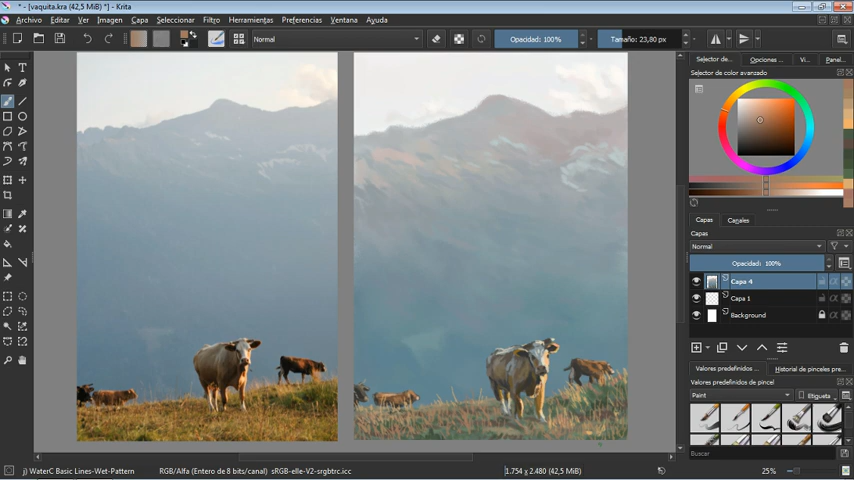 * - [vaquita.kra (42,5 MiB) *] - Krita
Archivo Editar Ver Imagen Capa Seleccionar Filtro Herramientas Preferencias Ventana Ayuda
Normal
Opacidad: 100%
Tamaño: 23,80 px
Selector de... Opciones ... Vi... Panel...
Selector de color avanzado
Capas Canales
Capas
Normal
Opacidad: 100%
Capa 4
Capa 1
Background
Valores predefinidos ... Historial de pinceles pre...
Valores predefinidos de pincel
Paint
Etiqueta
Buscar
j) WaterC Basic Lines-Wet-Pattern RGB/Alfa (Entero de 8 bits/canal) sRGB-elle-V2-srgbtrc.icc 1.754 x 2.480 (42,5 MiB) 25%